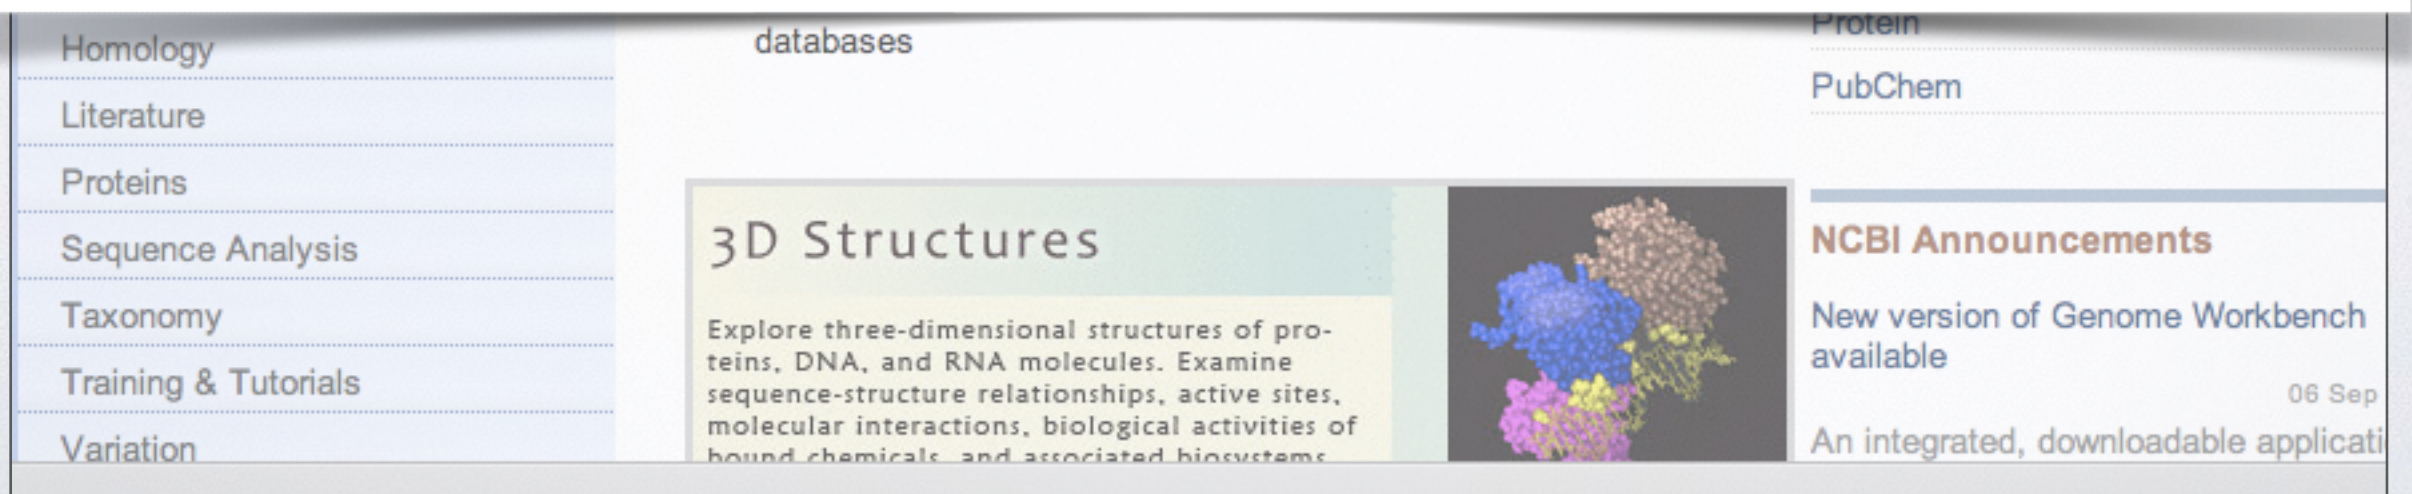 Homology
Literature
Proteins
Sequence Analysis
Taxonomy
Training & Tutorials
Variation
databases
3D Structures
Explore three-dimensional structures of pro-
teins, DNA, and RNA molecules. Examine
sequence-structure relationships, active sites,
molecular interactions, biological activities of
bound chemicals, and associated biosystems.
Protein
PubChem
NCBI Announcements
New version of Genome Workbench
available
06 Sep
An integrated, downloadable applicati